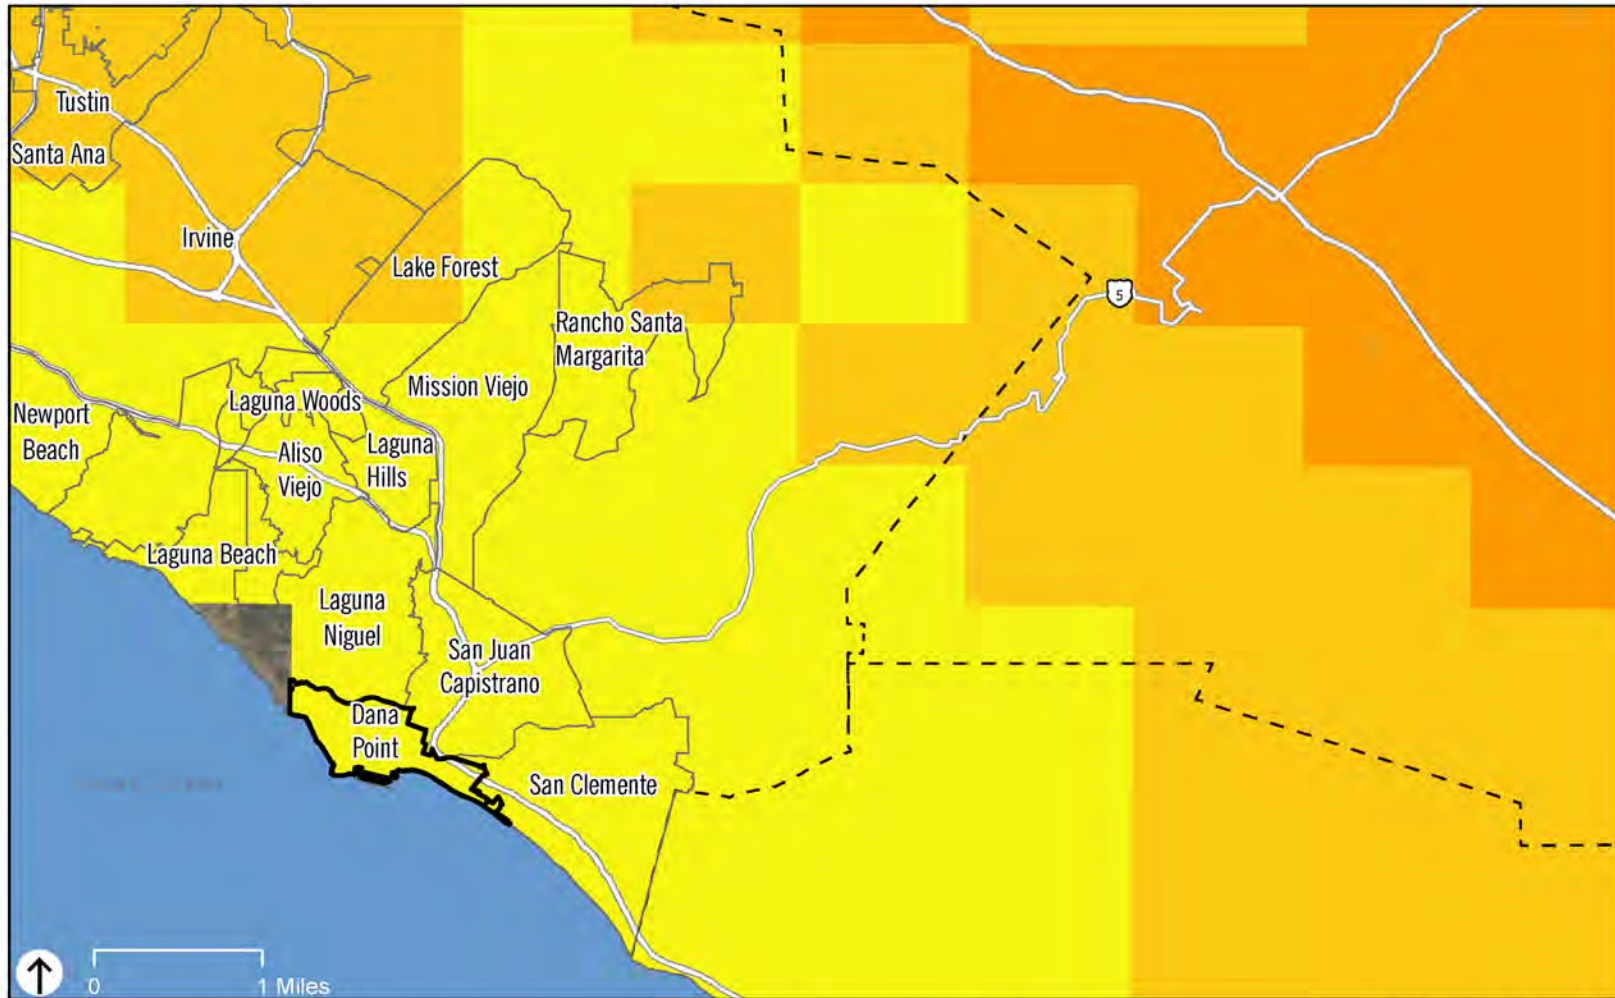 Tustin
Santa Ana
Irvine
Lake Forest
5
Rancho Santa
Margarita
Mission Viejo
Laguna Woods
Newport
Beach
Laguna
Hills
Aliso
Viejo
Laguna Beach
Laguna
Niguel
San Juan
Capistrano
Dana
Point
San Clemente
0
1 Miles